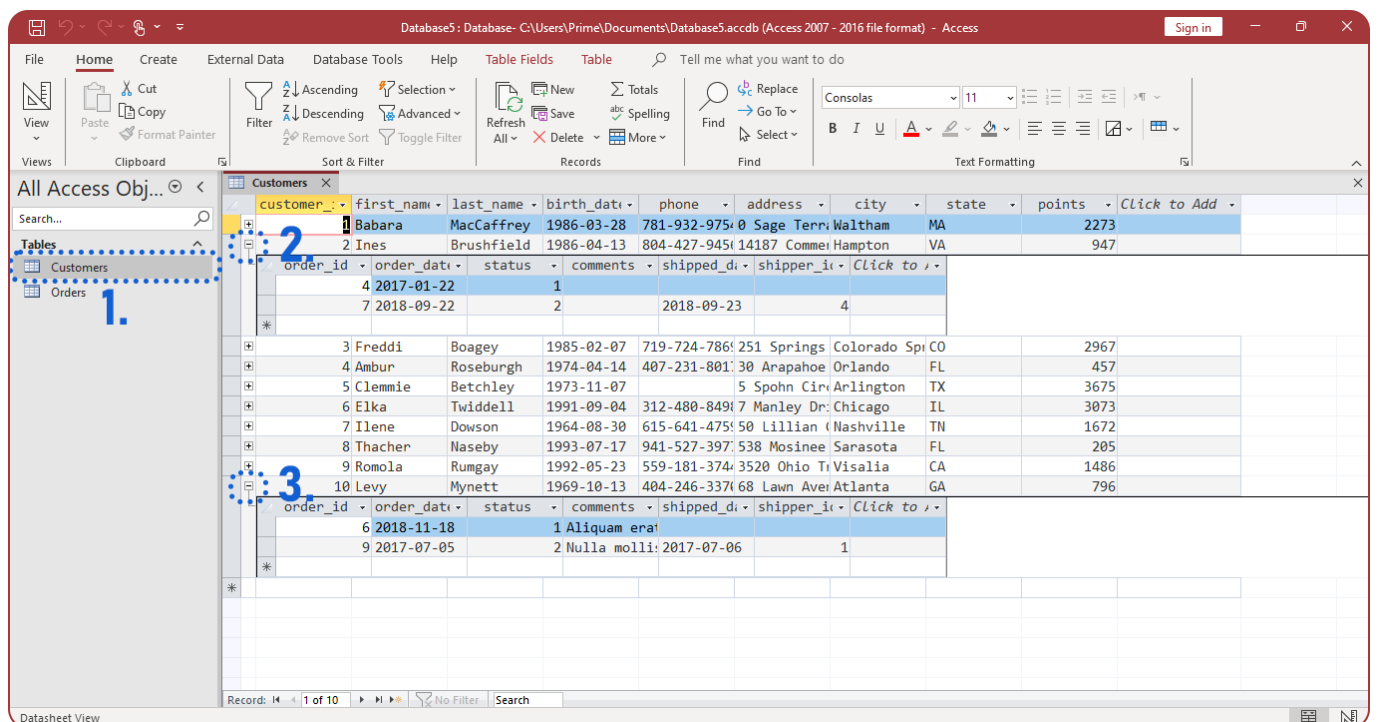 Database5 : Database- C:\Users\Prime\Documents\Database5.accdb (Access 2007 - 2016 file format) - Access
Sign in
File Home Create External Data Database Tools Help Table Fields Table Tell me what you want to do
View
Paste
Cut
Copy
Format Painter
Filter
Ascending
Descending
Remove Sort
Selection
Advanced
Toggle Filter
Refresh All
New
Save
Delete
Totals
Spelling
More
Find
Replace
Go To
Select
Consolas 11
B I U A
Views Clipboard Sort & Filter Records Find Text Formatting
All Access Obj...
Search...
Tables
Customers
Orders
1.
Customers
customer_ first_name last_name birth_date phone address city state points Click to Add
1 Babara MacCaffrey 1986-03-28 781-932-9754 0 Sage Terra Waltham MA 2273
2.
2 Ines Brushfield 1986-04-13 804-427-9456 14187 Commer Hampton VA 947
order_id order_date status comments shipped_da shipper_id Click to A
4 2017-01-22 1
7 2018-09-22 2 2018-09-23 4
3 Freddi Boagey 1985-02-07 719-724-7869 251 Springs Colorado Spr CO 2967
4 Ambur Roseburgh 1974-04-14 407-231-801 30 Arapahoe Orlando FL 457
5 Clemmie Betchley 1973-11-07 5 Spohn Circ Arlington TX 3675
6 Elka Twiddell 1991-09-04 312-480-8498 7 Manley Dr Chicago IL 3073
7 Ilene Dowson 1964-08-30 615-641-4759 50 Lillian Nashville TN 1672
8 Thacher Naseby 1993-07-17 941-527-397 538 Mosinee Sarasota FL 205
9 Romola Rumgay 1992-05-23 559-181-3744 3520 Ohio Tr Visalia CA 1486
3.
10 Levy Mynett 1969-10-13 404-246-3370 68 Lawn Aven Atlanta GA 796
order_id order_date status comments shipped_da shipper_id Click to A
6 2018-11-18 1 Aliquam erat
9 2017-07-05 2 Nulla mollis 2017-07-06 1
Record: 1 of 10 No Filter Search
Datasheet View